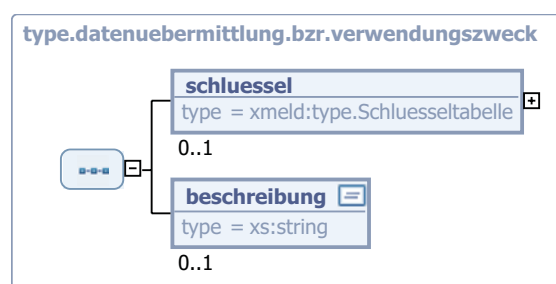 type.datenuebermittlung.bzr.verwendungszweck
schluessel
type = xmeld:type.Schluesseltabelle
0..1
beschreibung
type = xs:string
0..1